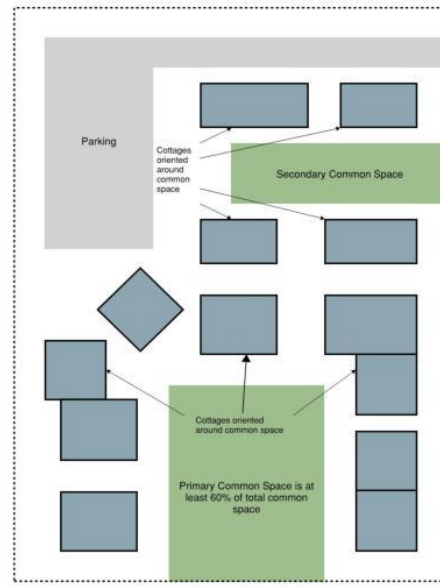 Parking
Cottages
oriented
around
common
space
Secondary Common Space
Cottages oriented
around common space
Primary Common Space is at
least 60% of total common
space